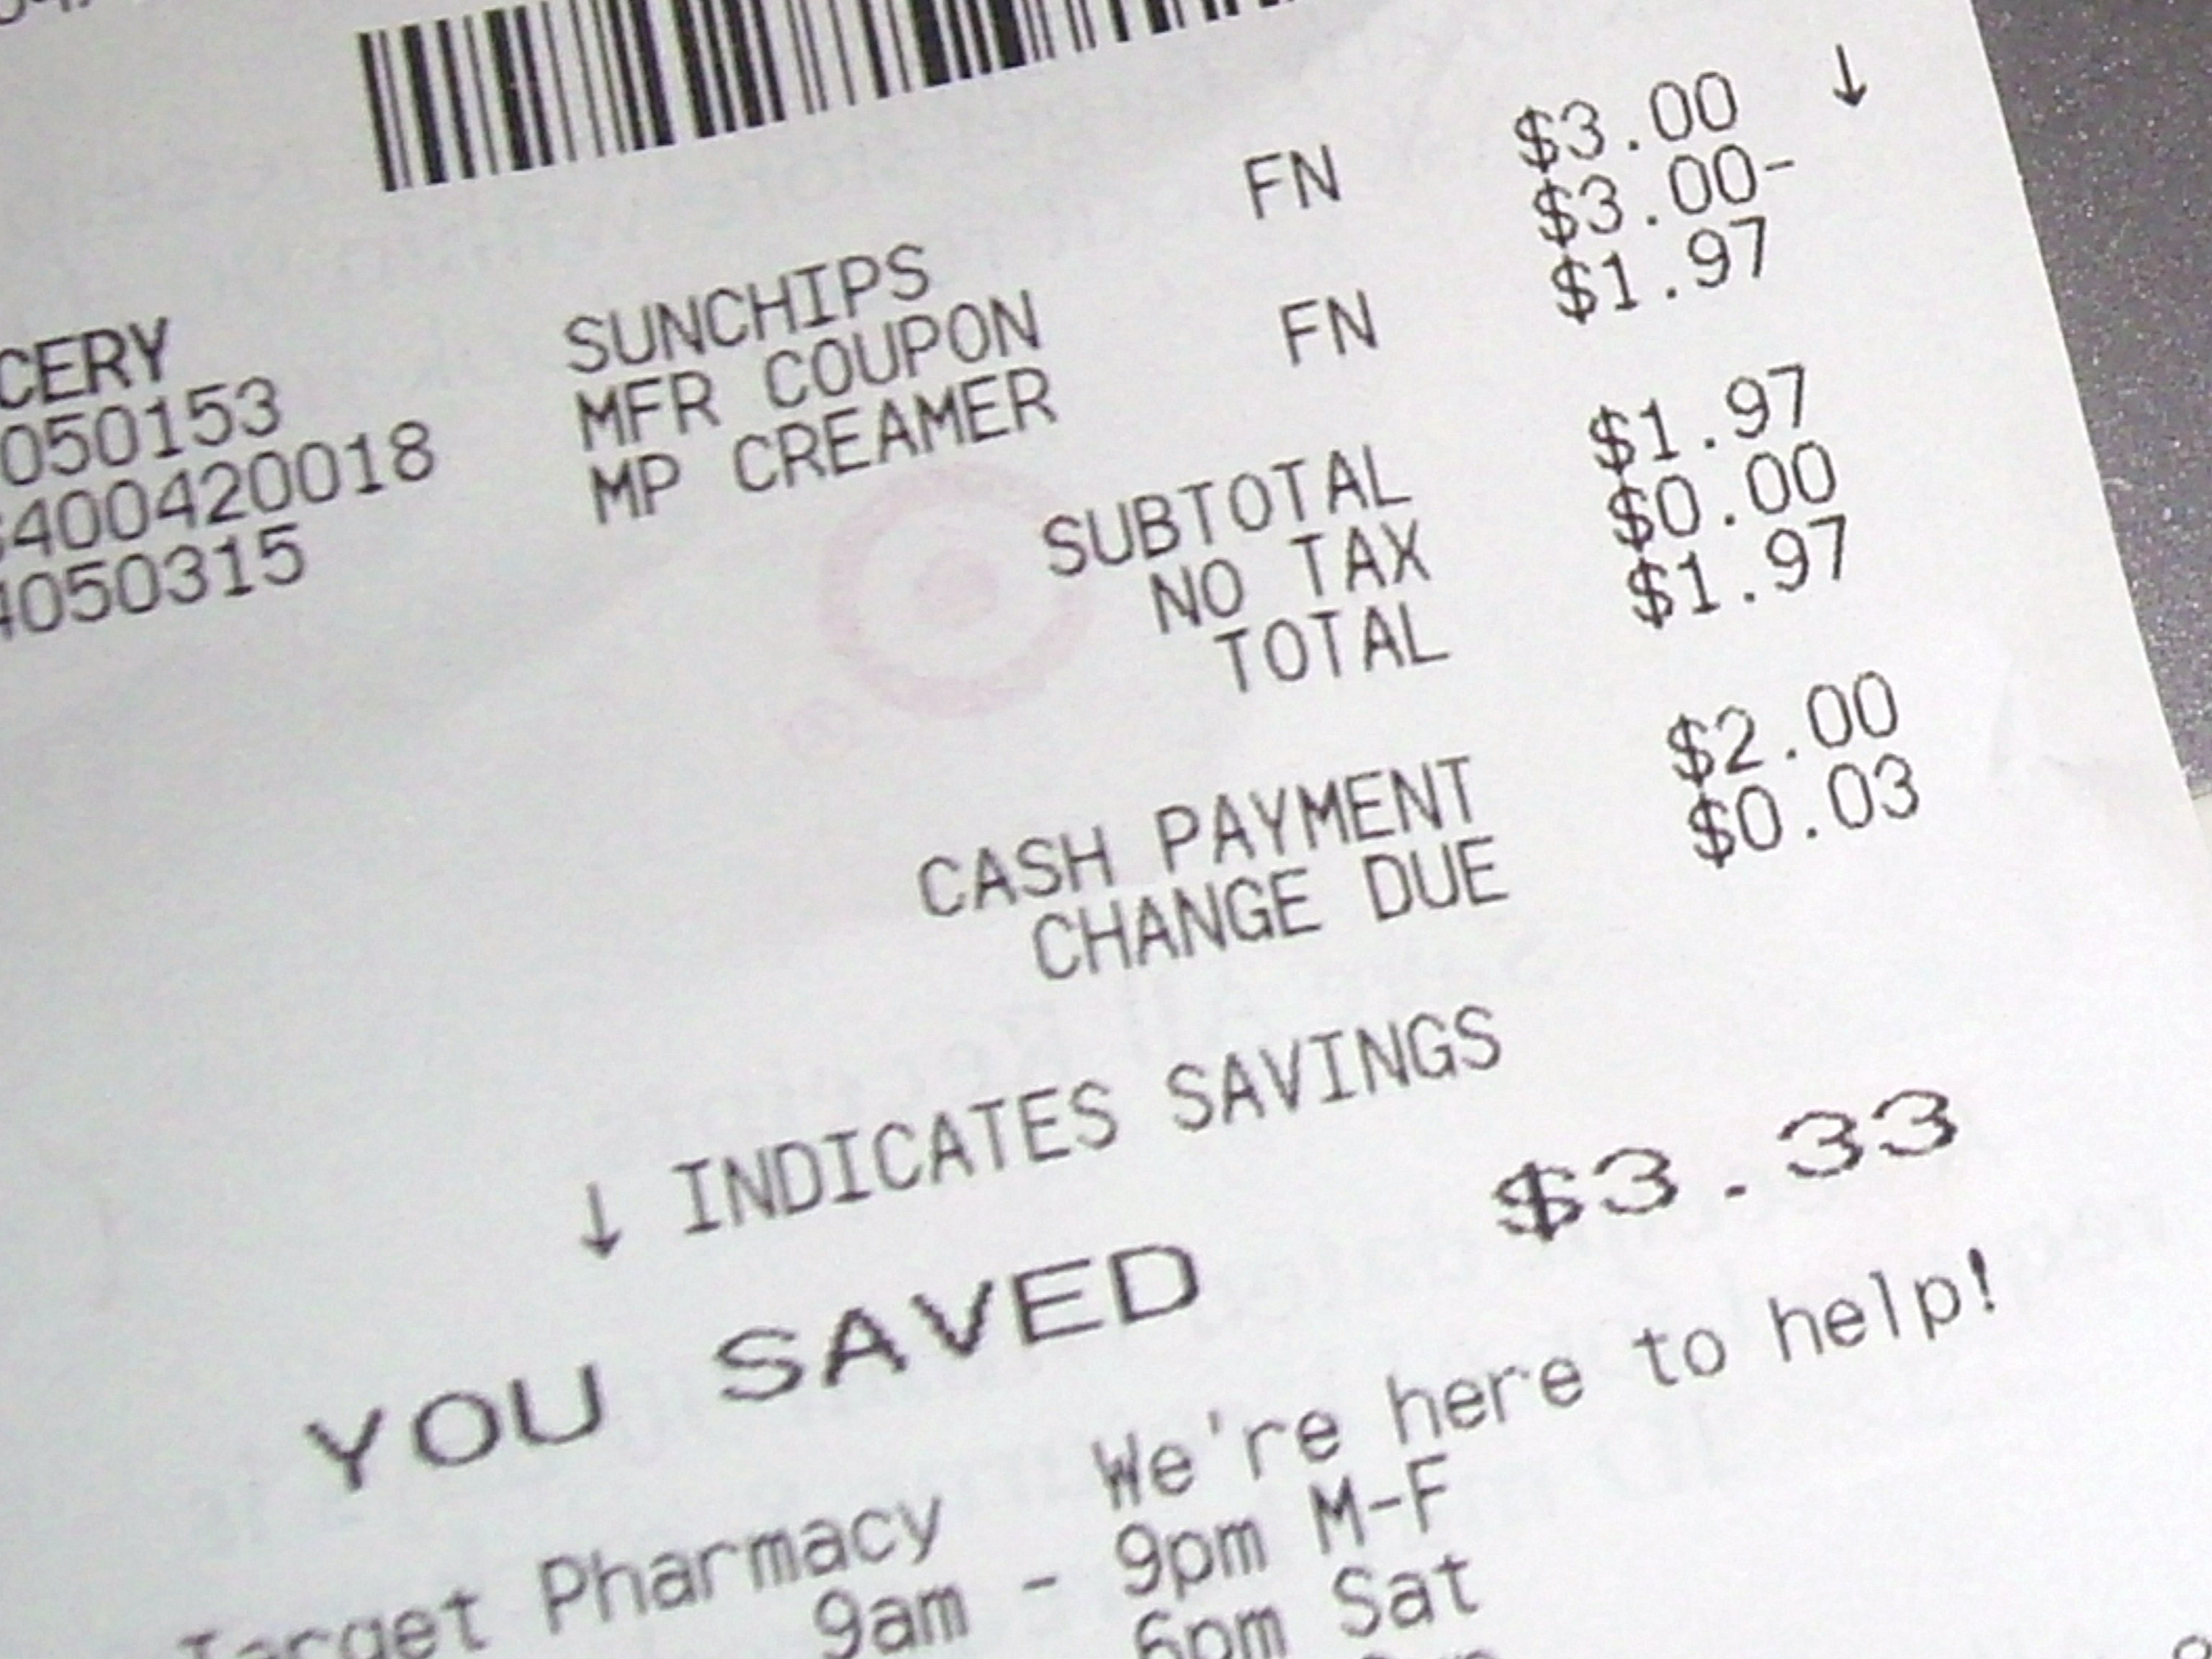 SUNCHIPS FN $3.00 ↓
CERY
050153 MFR COUPON $3.00-
400420018 MP CREAMER FN $1.97
4050315
SUBTOTAL $1.97
NO TAX $0.00
TOTAL $1.97
CASH PAYMENT $2.00
CHANGE DUE $0.03
↓ INDICATES SAVINGS
YOU SAVED $3.33
Target Pharmacy We're here to help!
9am - 9pm M-F
6pm Sat